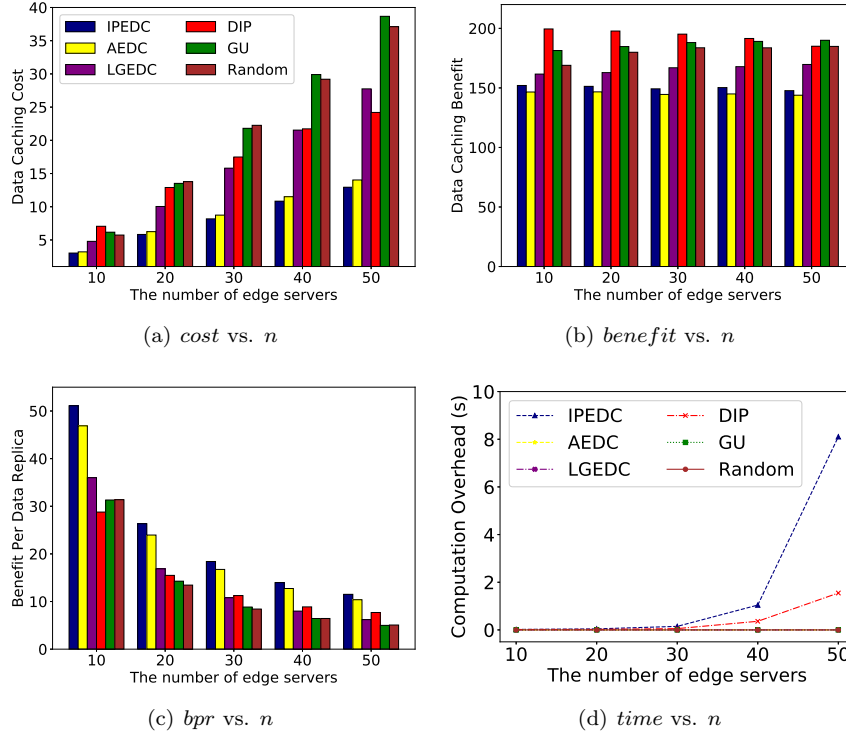 40
35
30
25
20
15
10
5
Data Caching Cost
IPEDC
AEDC
LGEDC
DIP
GU
Random
10 20 30 40 50
The number of edge servers
(a) cost vs. n
200
150
100
50
0
Data Caching Benefit
10 20 30 40 50
The number of edge servers
(b) benefit vs. n
50
40
30
20
10
0
Benefit Per Data Replica
10 20 30 40 50
The number of edge servers
(c) bpr vs. n
10
8
6
4
2
0
Computation Overhead (s)
IPEDC
AEDC
LGEDC
DIP
GU
Random
10 20 30 40 50
The number of edge servers
(d) time vs. n